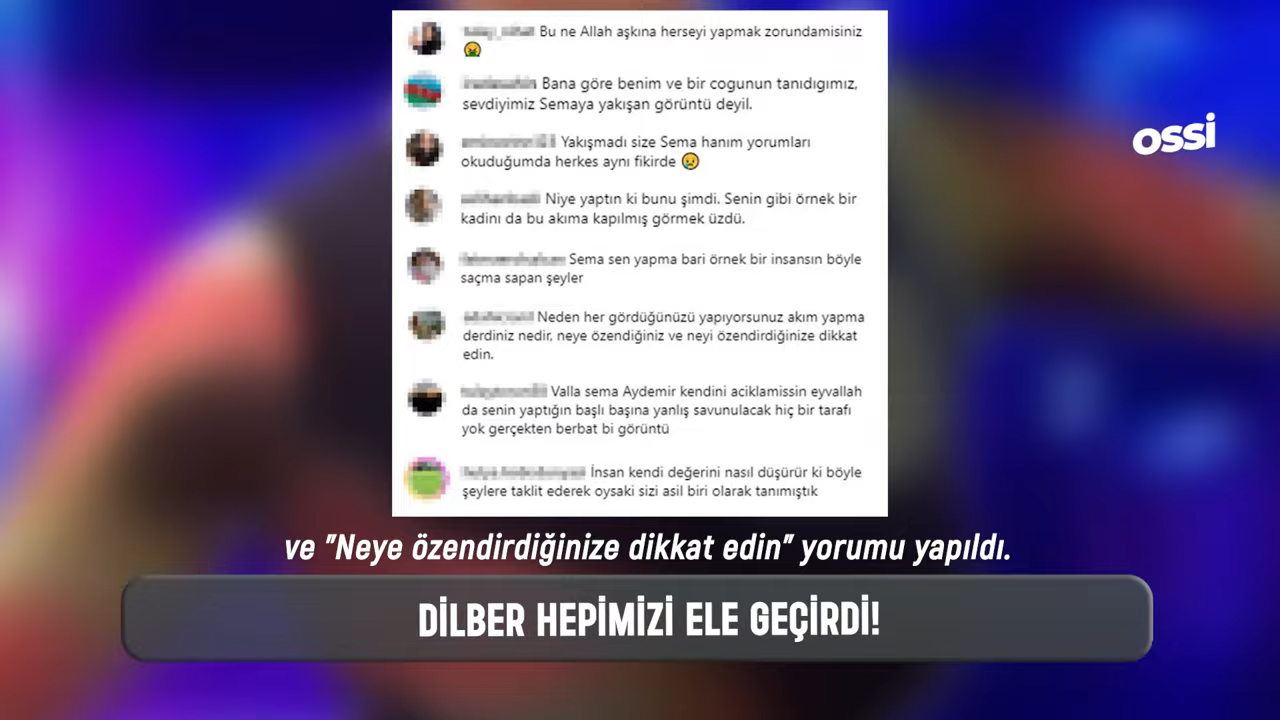 Bu ne Allah aşkına herseyi yapmak zorundamisiniz
🤮
ossi
Bana göre benim ve bir cogunun tanıdıgımız,
sevdiyimiz Semaya yakışan görüntü deyil.
Yakışmadı size Sema hanım yorumları
okuduğumda herkes aynı fikirde 😢
Niye yaptın ki bunu şimdi. Senin gibi örnek bir
kadini da bu akıma kapılmış görmek üzdü.
Sema sen yapma bari örnek bir insansın böyle
saçma sapan şeyler
Neden her gördüğünüzü yapıyorsunuz akım yapma
derdiniz nedir, neye özendiğiniz ve neyi özendirdiğinize dikkat
edin.
Valla sema Aydemir kendini aciklamissin eyvallah
da senin yaptığın başlı başına yanlış savunulacak hiç bir tarafı
yok gerçekten berbat bi görüntü
İnsan kendi değerini nasıl düşürür ki böyle
şeylere taklit ederek oysaki sizi asil biri olarak tanımıştık
ve "Neye özendirdiğinize dikkat edin" yorumu yapıldı.
DİLBER HEPİMİZİ ELE GEÇİRDİ!